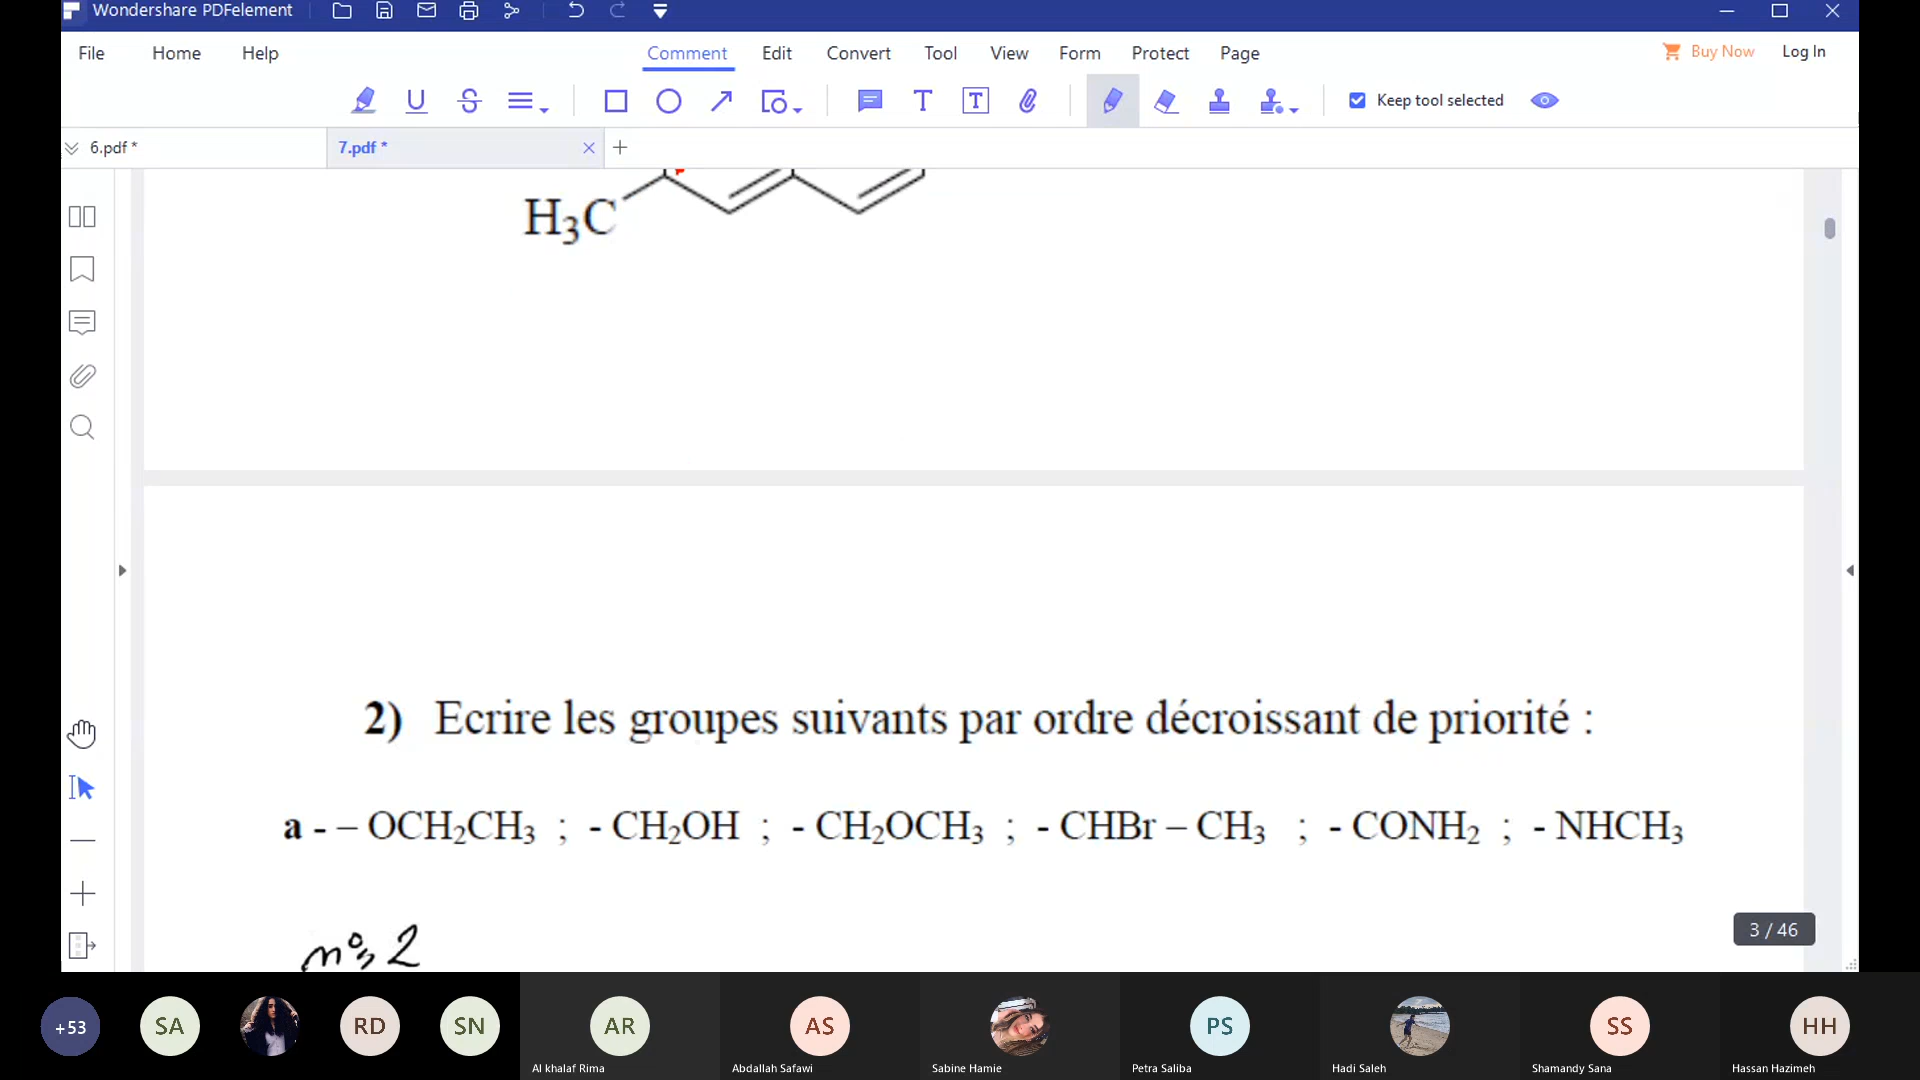 Wondershare PDFelement
File Home Help Comment Edit Convert Tool View Form Protect Page Buy Now Log In
Keep tool selected
6.pdf * 7.pdf *
H₃C
2) Ecrire les groupes suivants par ordre décroissant de priorité :
a - – OCH₂CH₃ ; - CH₂OH ; - CH₂OCH₃ ; - CHBr – CH₃ ; - CONH₂ ; - NHCH₃
3 / 46
+53 SA RD SN AR AS PS SS HH
Al khalaf Rima Abdallah Safawi Sabine Hamie Petra Saliba Hadi Saleh Shamandy Sana Hassan Hazimeh